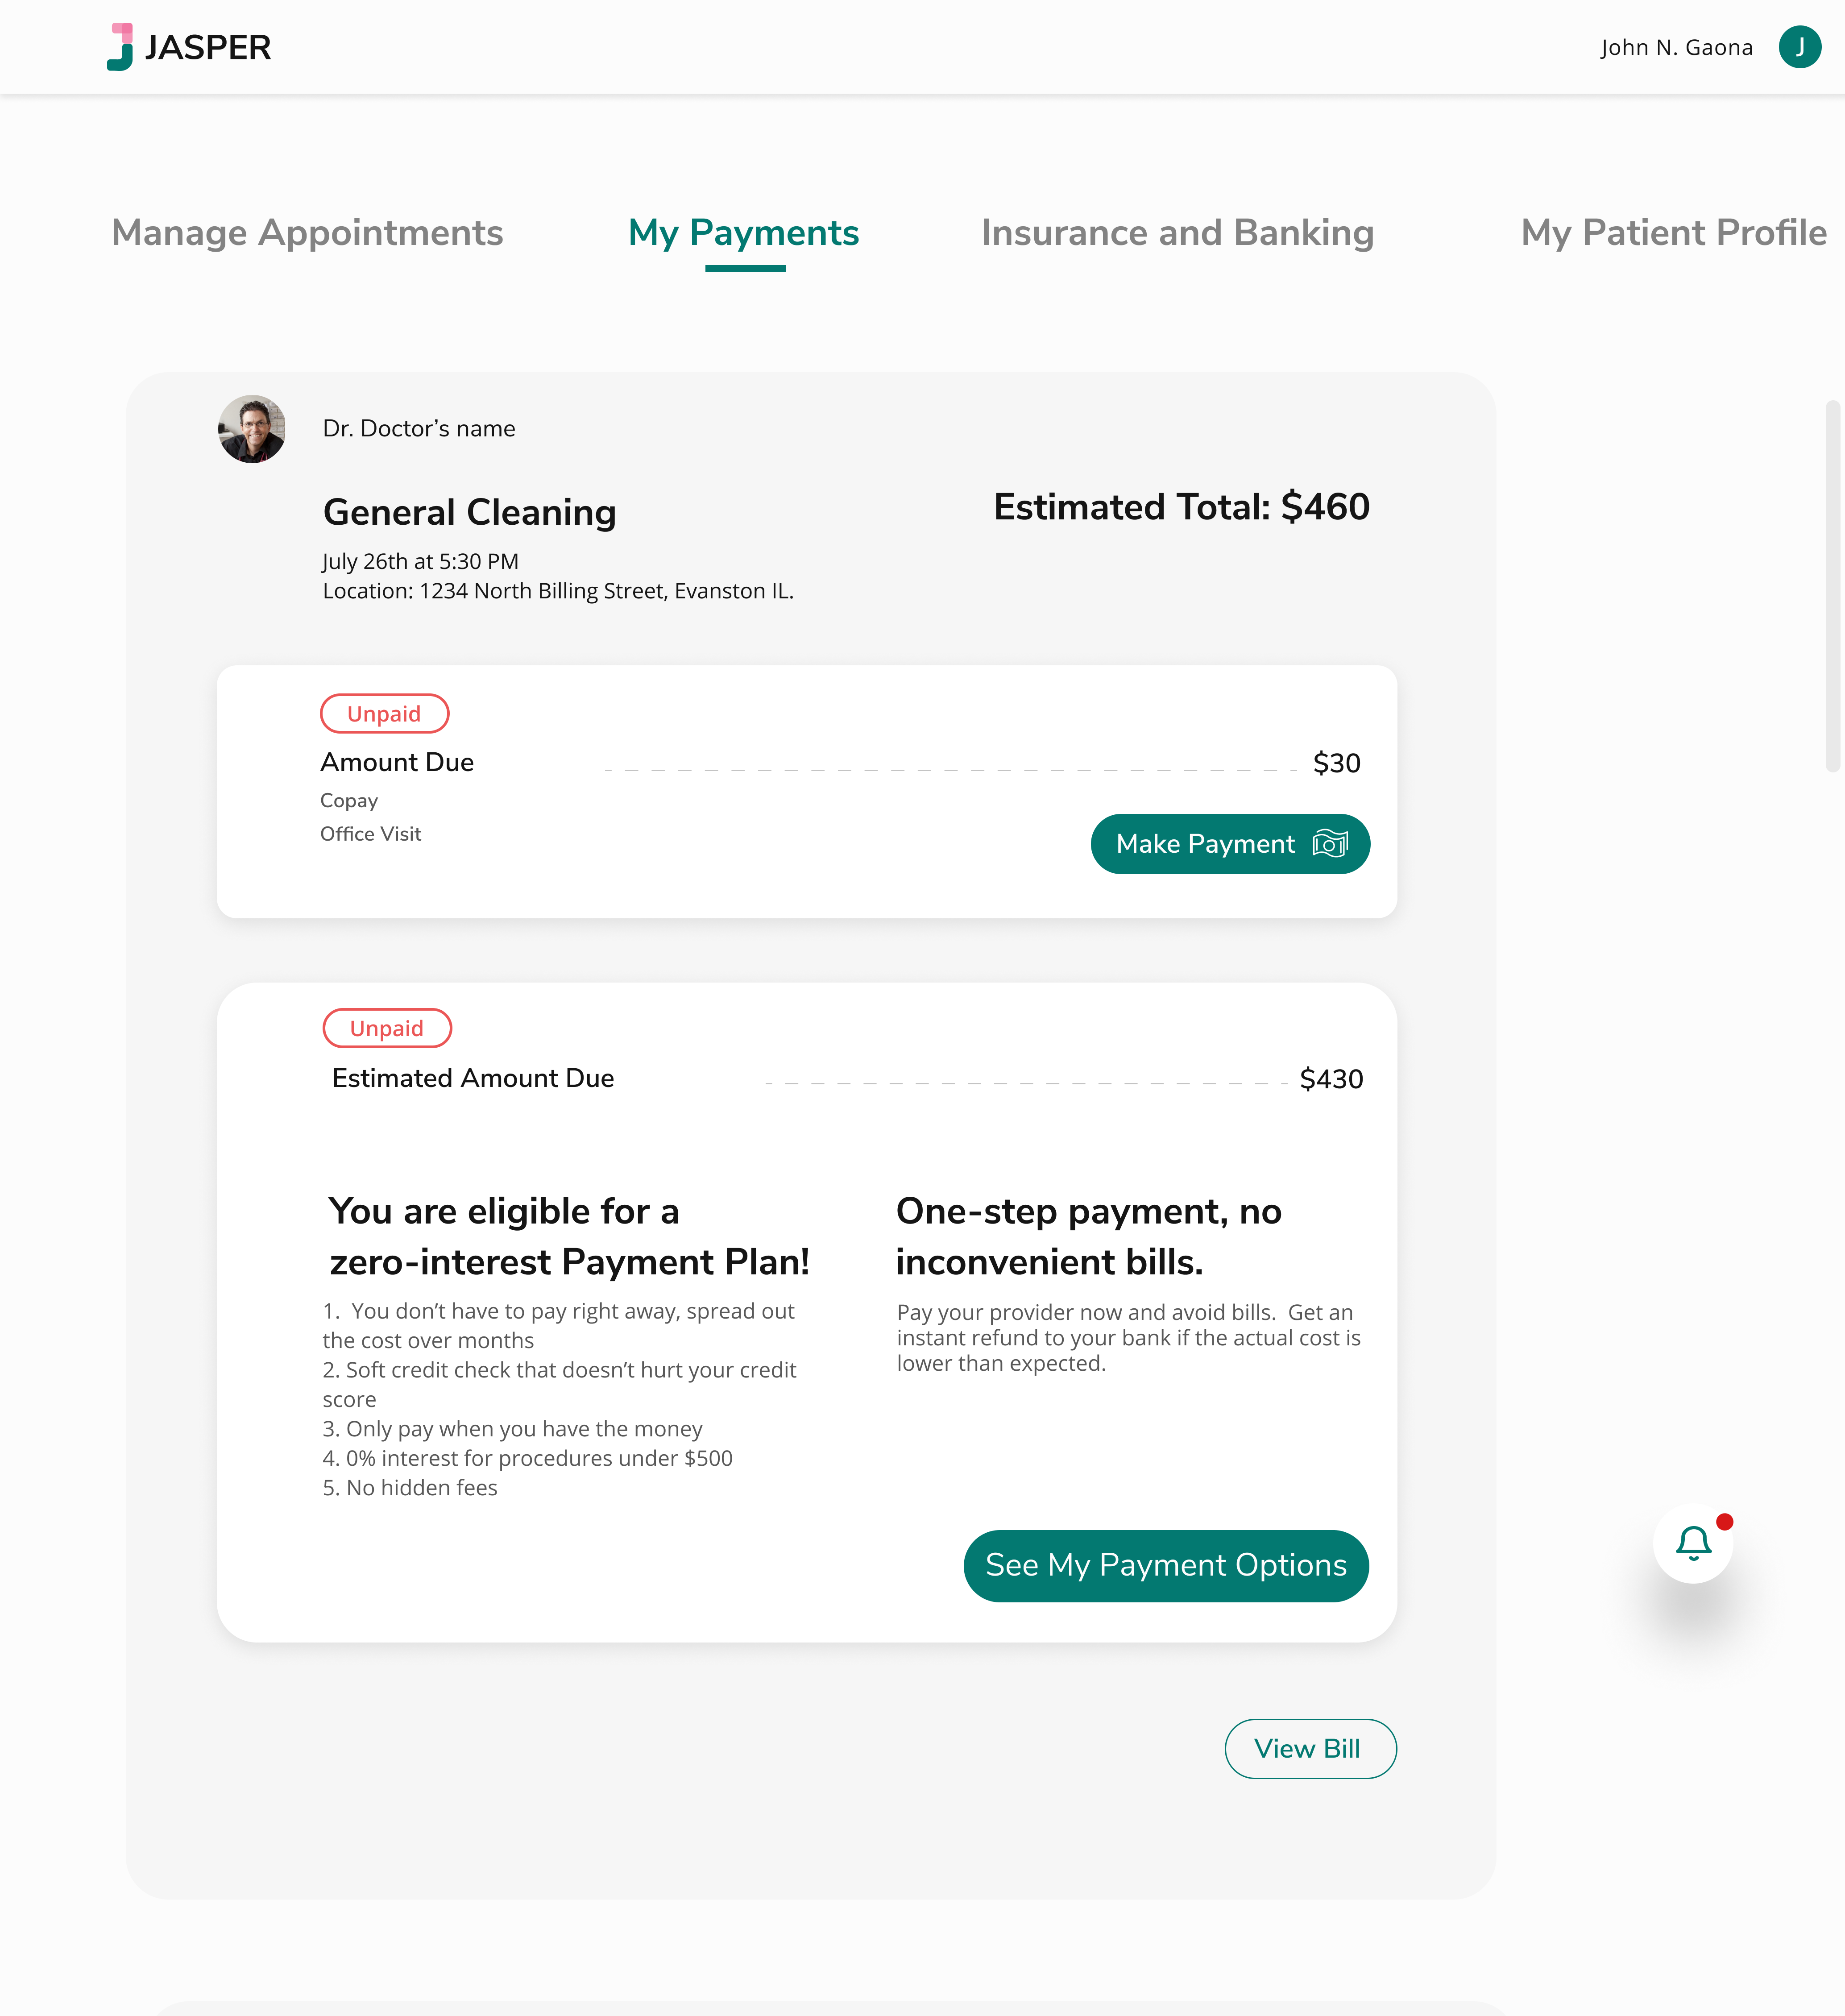 JASPER
John N. Gaona
J
Manage Appointments
My Payments
Insurance and Banking
My Patient Profile
Dr. Doctor’s name
General Cleaning
Estimated Total: $460
July 26th at 5:30 PM
Location: 1234 North Billing Street, Evanston IL.
Unpaid
Amount Due
$30
Copay
Office Visit
Make Payment
Unpaid
Estimated Amount Due
$430
You are eligible for a
zero-interest Payment Plan!
1.  You don’t have to pay right away, spread out
the cost over months
2. Soft credit check that doesn’t hurt your credit
score
3. Only pay when you have the money
4. 0% interest for procedures under $500
5. No hidden fees
One-step payment, no
inconvenient bills.
Pay your provider now and avoid bills.  Get an
instant refund to your bank if the actual cost is
lower than expected.
See My Payment Options
View Bill